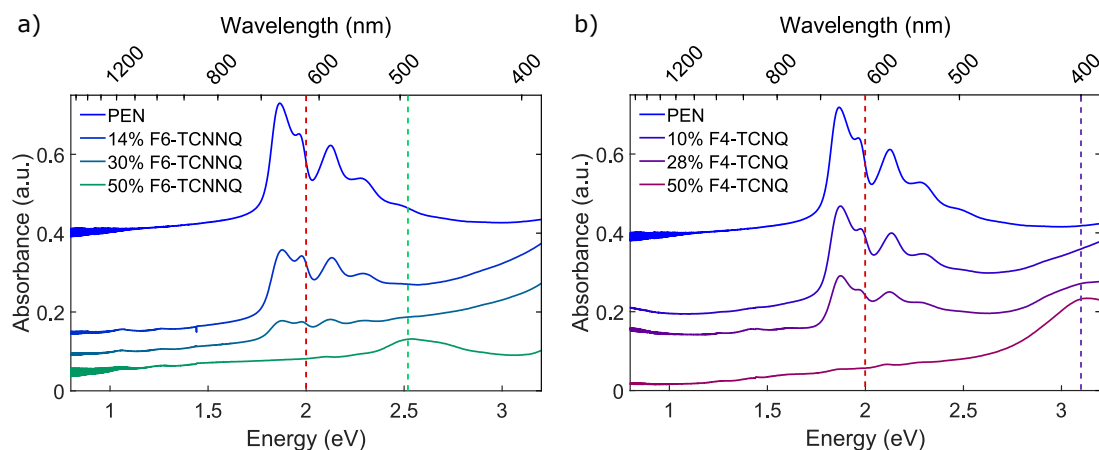 a)
Wavelength (nm)
1200 800 600 500 400
PEN
14% F6-TCNNQ
30% F6-TCNNQ
50% F6-TCNNQ
Absorbance (a.u.)
0.6
0.4
0.2
0
1 1.5 2 2.5 3
Energy (eV)
b)
Wavelength (nm)
1200 800 600 500 400
PEN
10% F4-TCNQ
28% F4-TCNQ
50% F4-TCNQ
Absorbance (a.u.)
0.6
0.4
0.2
0
1 1.5 2 2.5 3
Energy (eV)